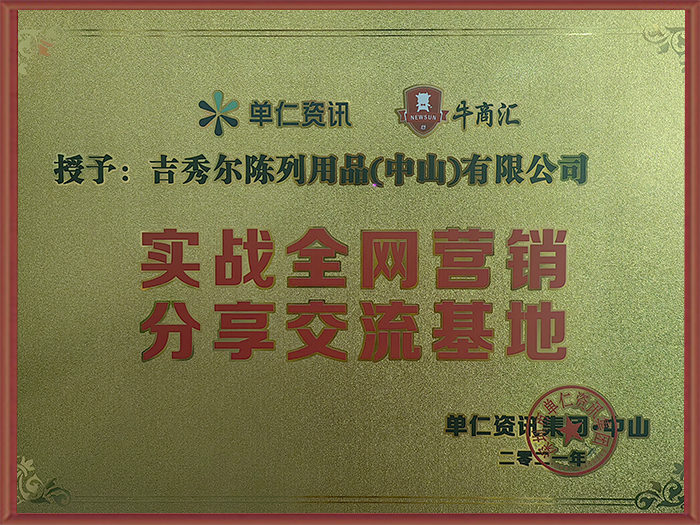 单仁资讯 NEWSUN 牛商汇
授予：吉秀尔陈列用品(中山)有限公司
实战全网营销
分享交流基地
单仁资讯集团·中山
二零二一年